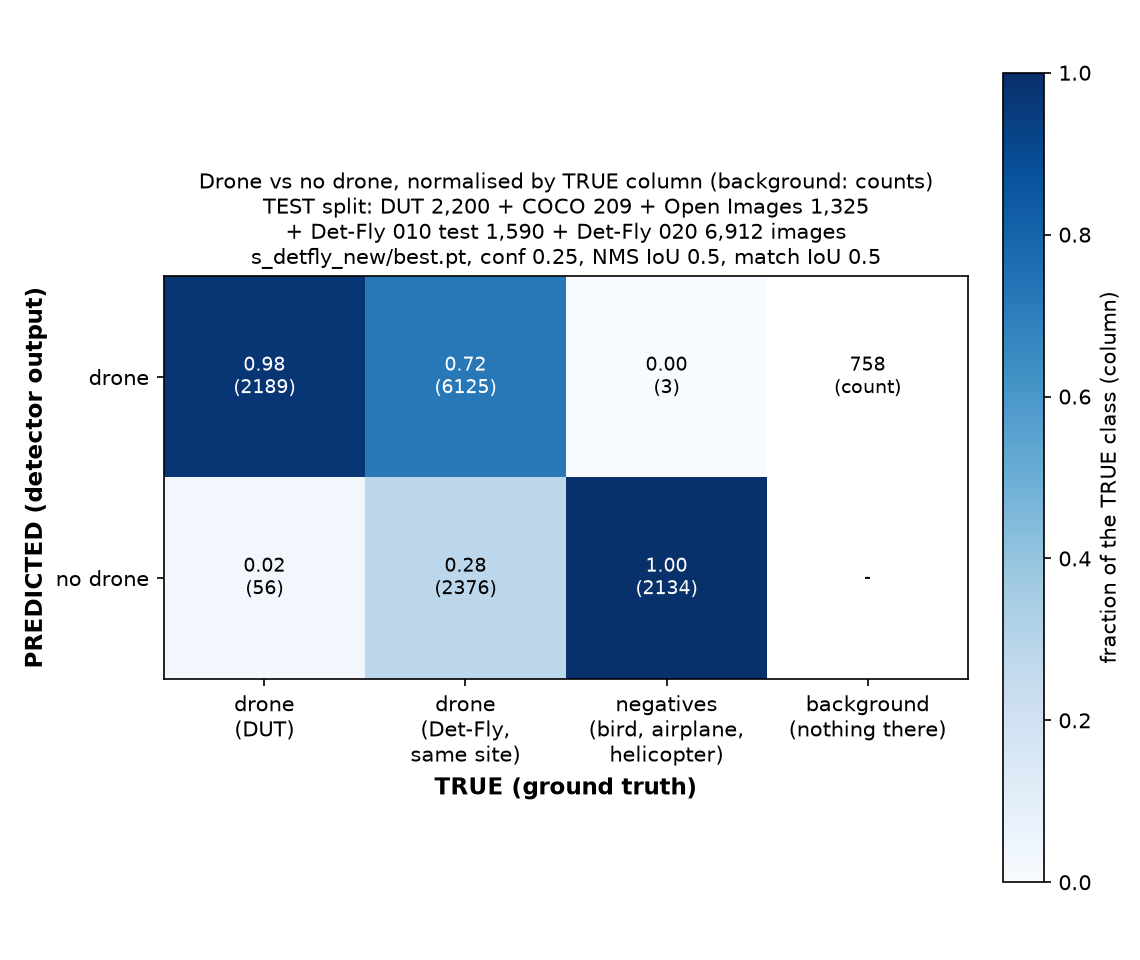 Drone vs no drone, normalised by TRUE column (background: counts)
TEST split: DUT 2,200 + COCO 209 + Open Images 1,325
+ Det-Fly 010 test 1,590 + Det-Fly 020 6,912 images
s_detfly_new/best.pt, conf 0.25, NMS IoU 0.5, match IoU 0.5
PREDICTED (detector output)
drone
0.98
(2189)
0.72
(6125)
0.00
(3)
758
(count)
no drone
0.02
(56)
0.28
(2376)
1.00
(2134)
-
drone
(DUT)
drone
(Det-Fly,
same site)
negatives
(bird, airplane,
helicopter)
background
(nothing there)
TRUE (ground truth)
1.0
0.8
0.6
0.4
0.2
0.0
fraction of the TRUE class (column)